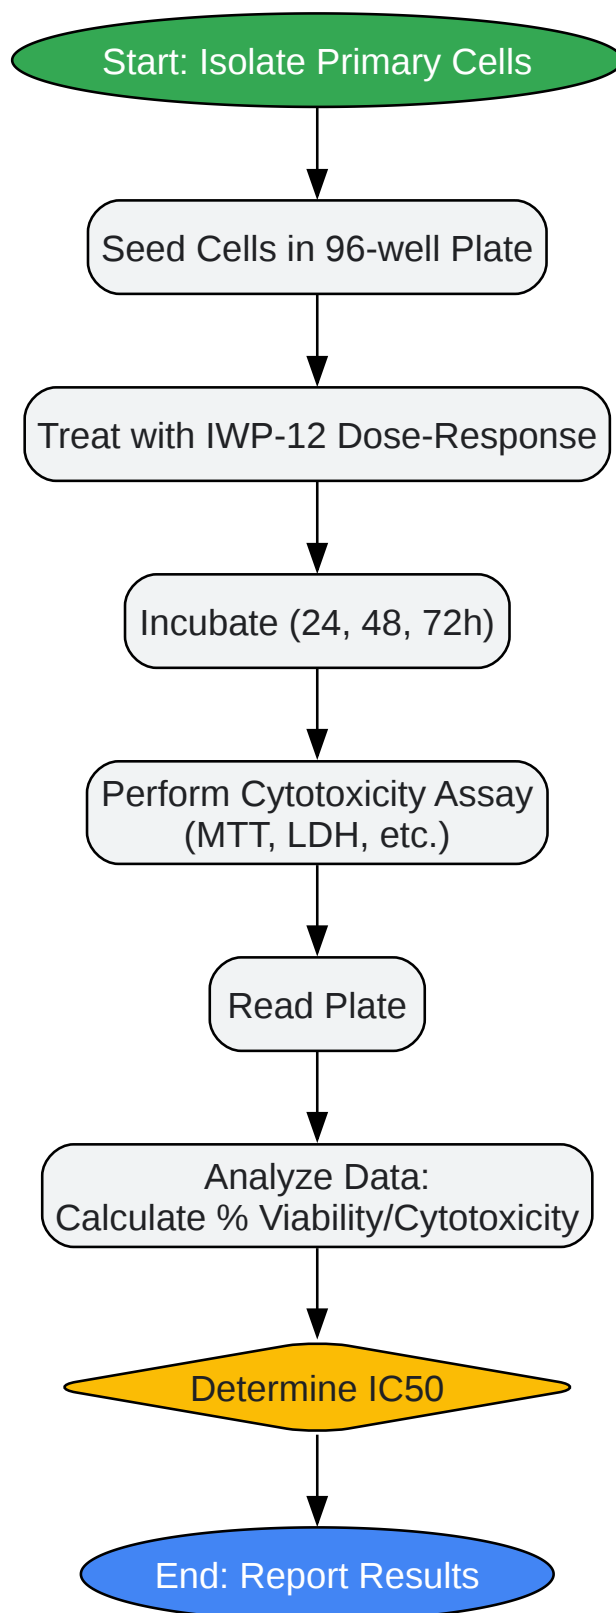 Start: Isolate Primary Cells
Seed Cells in 96-well Plate
Treat with IWP-12 Dose-Response
Incubate (24, 48, 72h)
Perform Cytotoxicity Assay
(MTT, LDH, etc.)
Read Plate
Analyze Data:
Calculate % Viability/Cytotoxicity
Determine IC50
End: Report Results